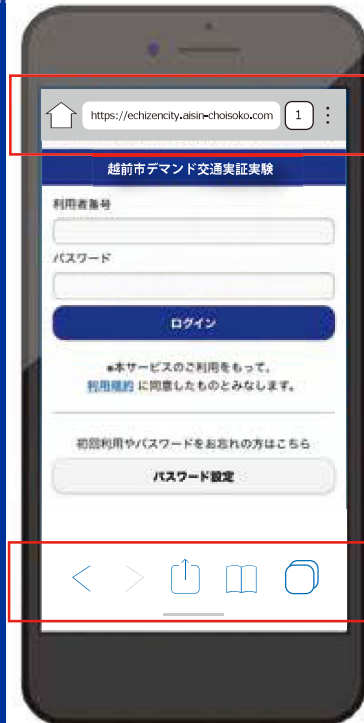 https://echizencity.aisin-choisoko.com
1
越前市デマンド交通実証実験
利用者番号
パスワード
ログイン
※本サービスのご利用をもって、
利用規約 に同意したものとみなします。
初回利用やパスワードをお忘れの方はこちら
パスワード設定